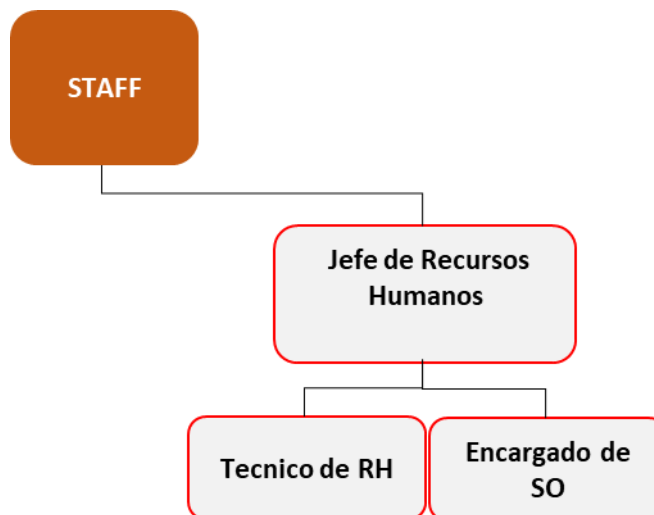 STAFF
Jefe de Recursos
Humanos
Tecnico de RH
Encargado de
SO